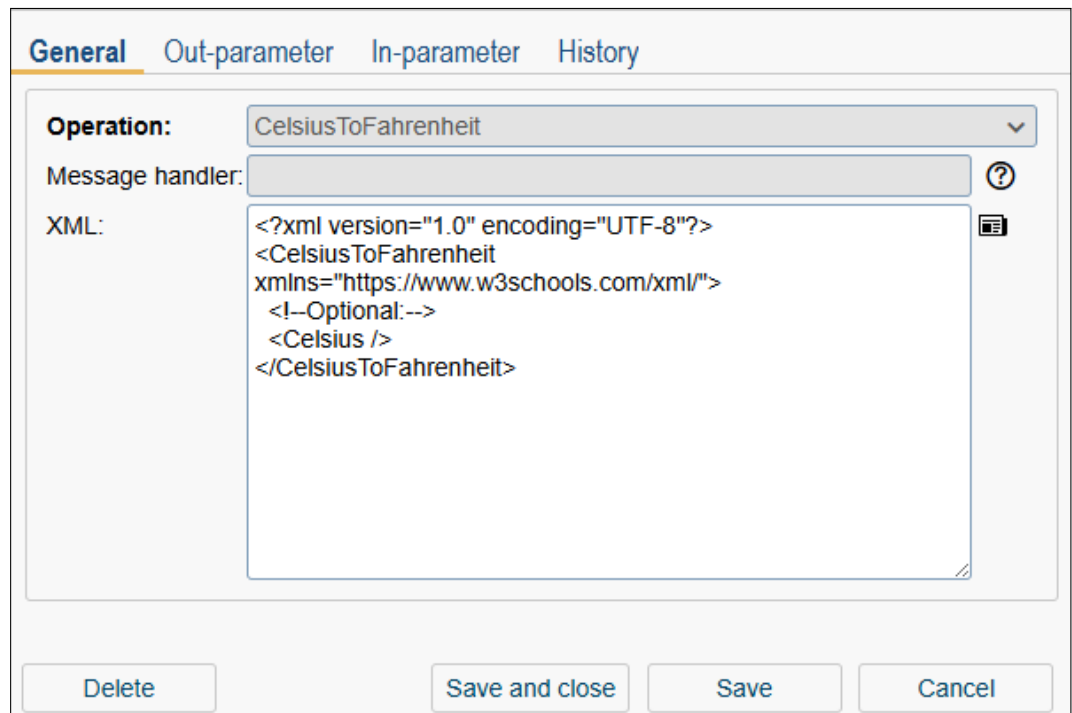 General Out-parameter In-parameter History
Operation: CelsiusToFahrenheit
Message handler:
XML:
<?xml version="1.0" encoding="UTF-8"?>
<CelsiusToFahrenheit
xmlns="https://www.w3schools.com/xml/">
  <!--Optional:-->
  <Celsius />
</CelsiusToFahrenheit>
Delete Save and close Save Cancel